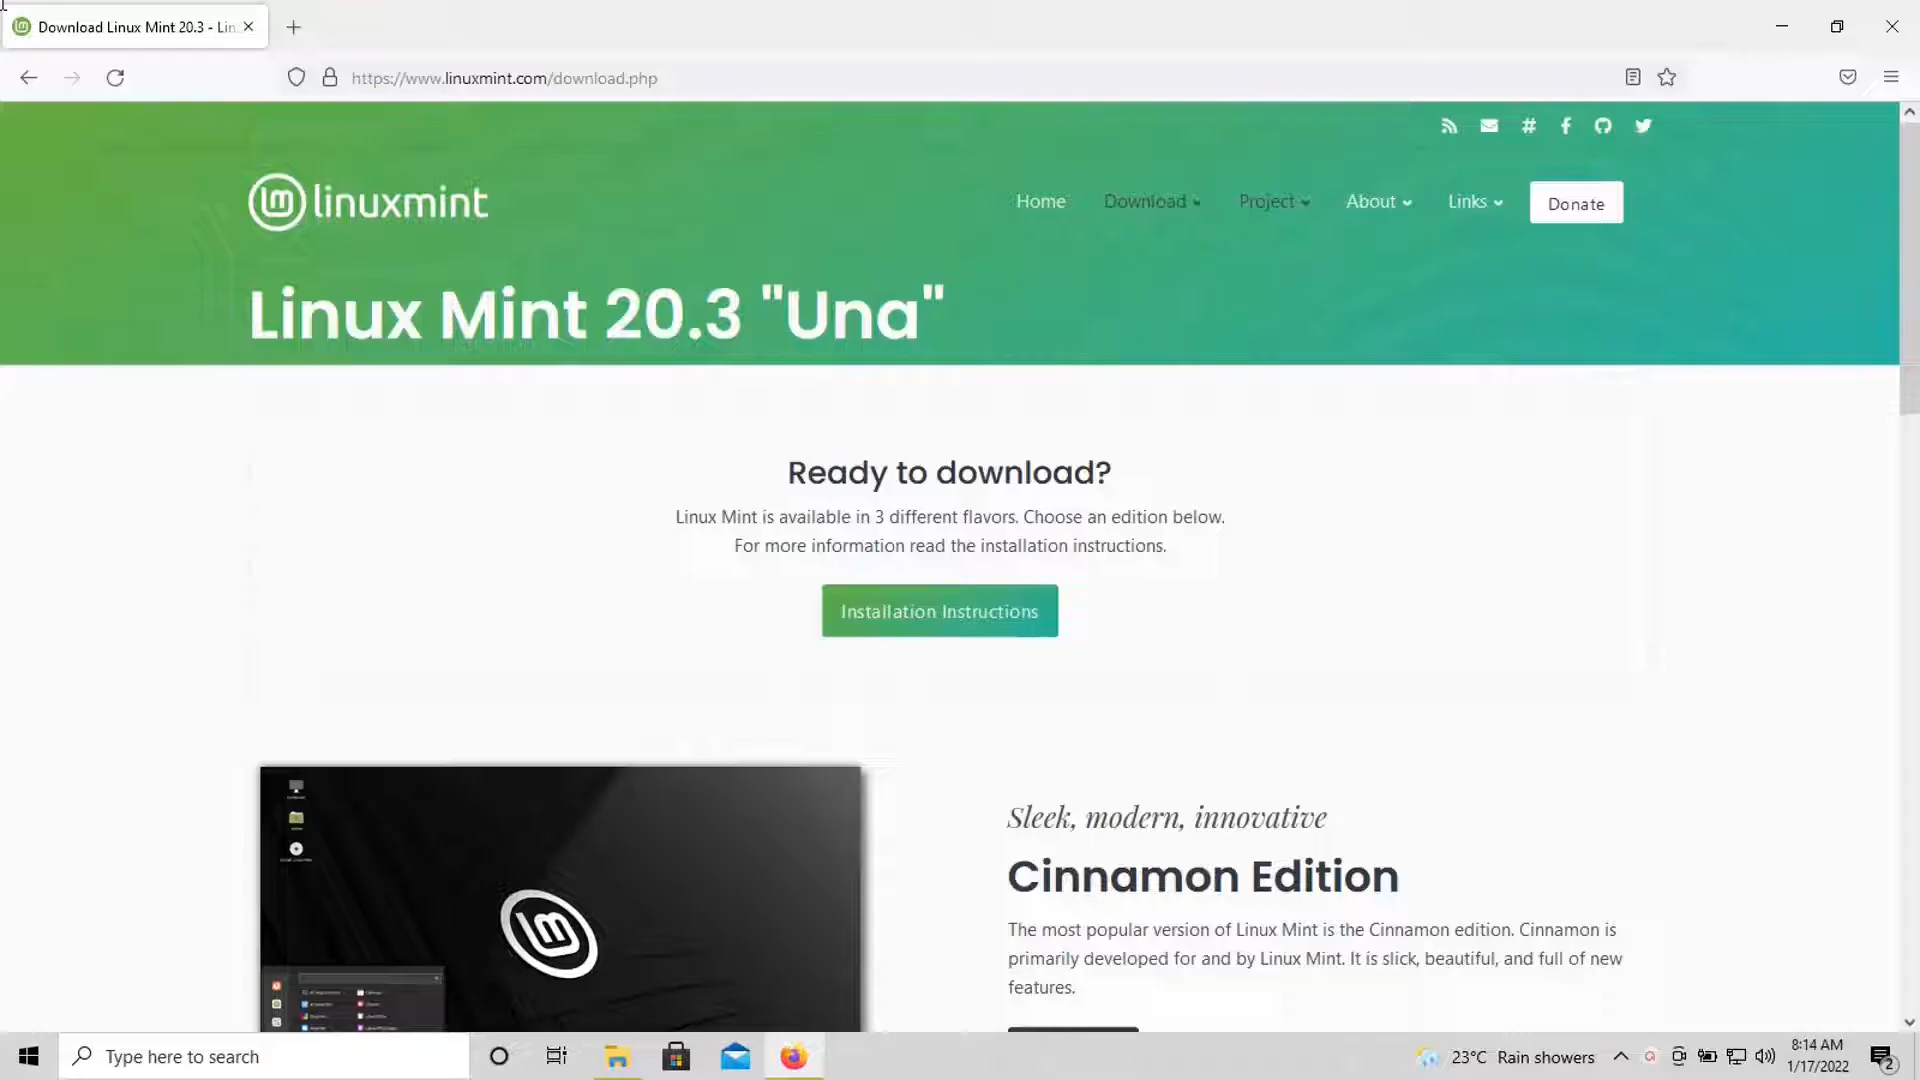 Download Linux Mint 20.3 - Lin
https://www.linuxmint.com/download.php
linuxmint
Home
Download
Project
About
Links
Donate
Linux Mint 20.3 "Una"
Ready to download?
Linux Mint is available in 3 different flavors. Choose an edition below.
For more information read the installation instructions.
Installation Instructions
Sleek, modern, innovative
Cinnamon Edition
The most popular version of Linux Mint is the Cinnamon edition. Cinnamon is
primarily developed for and by Linux Mint. It is slick, beautiful, and full of new
features.
Type here to search
23°C Rain showers
8:14 AM
1/17/2022
2